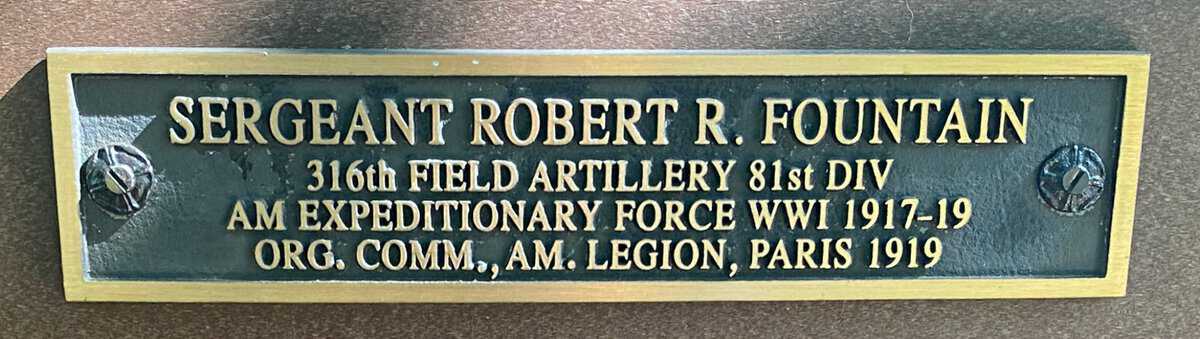 SERGEANT ROBERT R. FOUNTAIN
316th FIELD ARTILLERY 81st DIV
AM EXPEDITIONARY FORCE WWI 1917-19
ORG. COMM., AM. LEGION, PARIS 1919